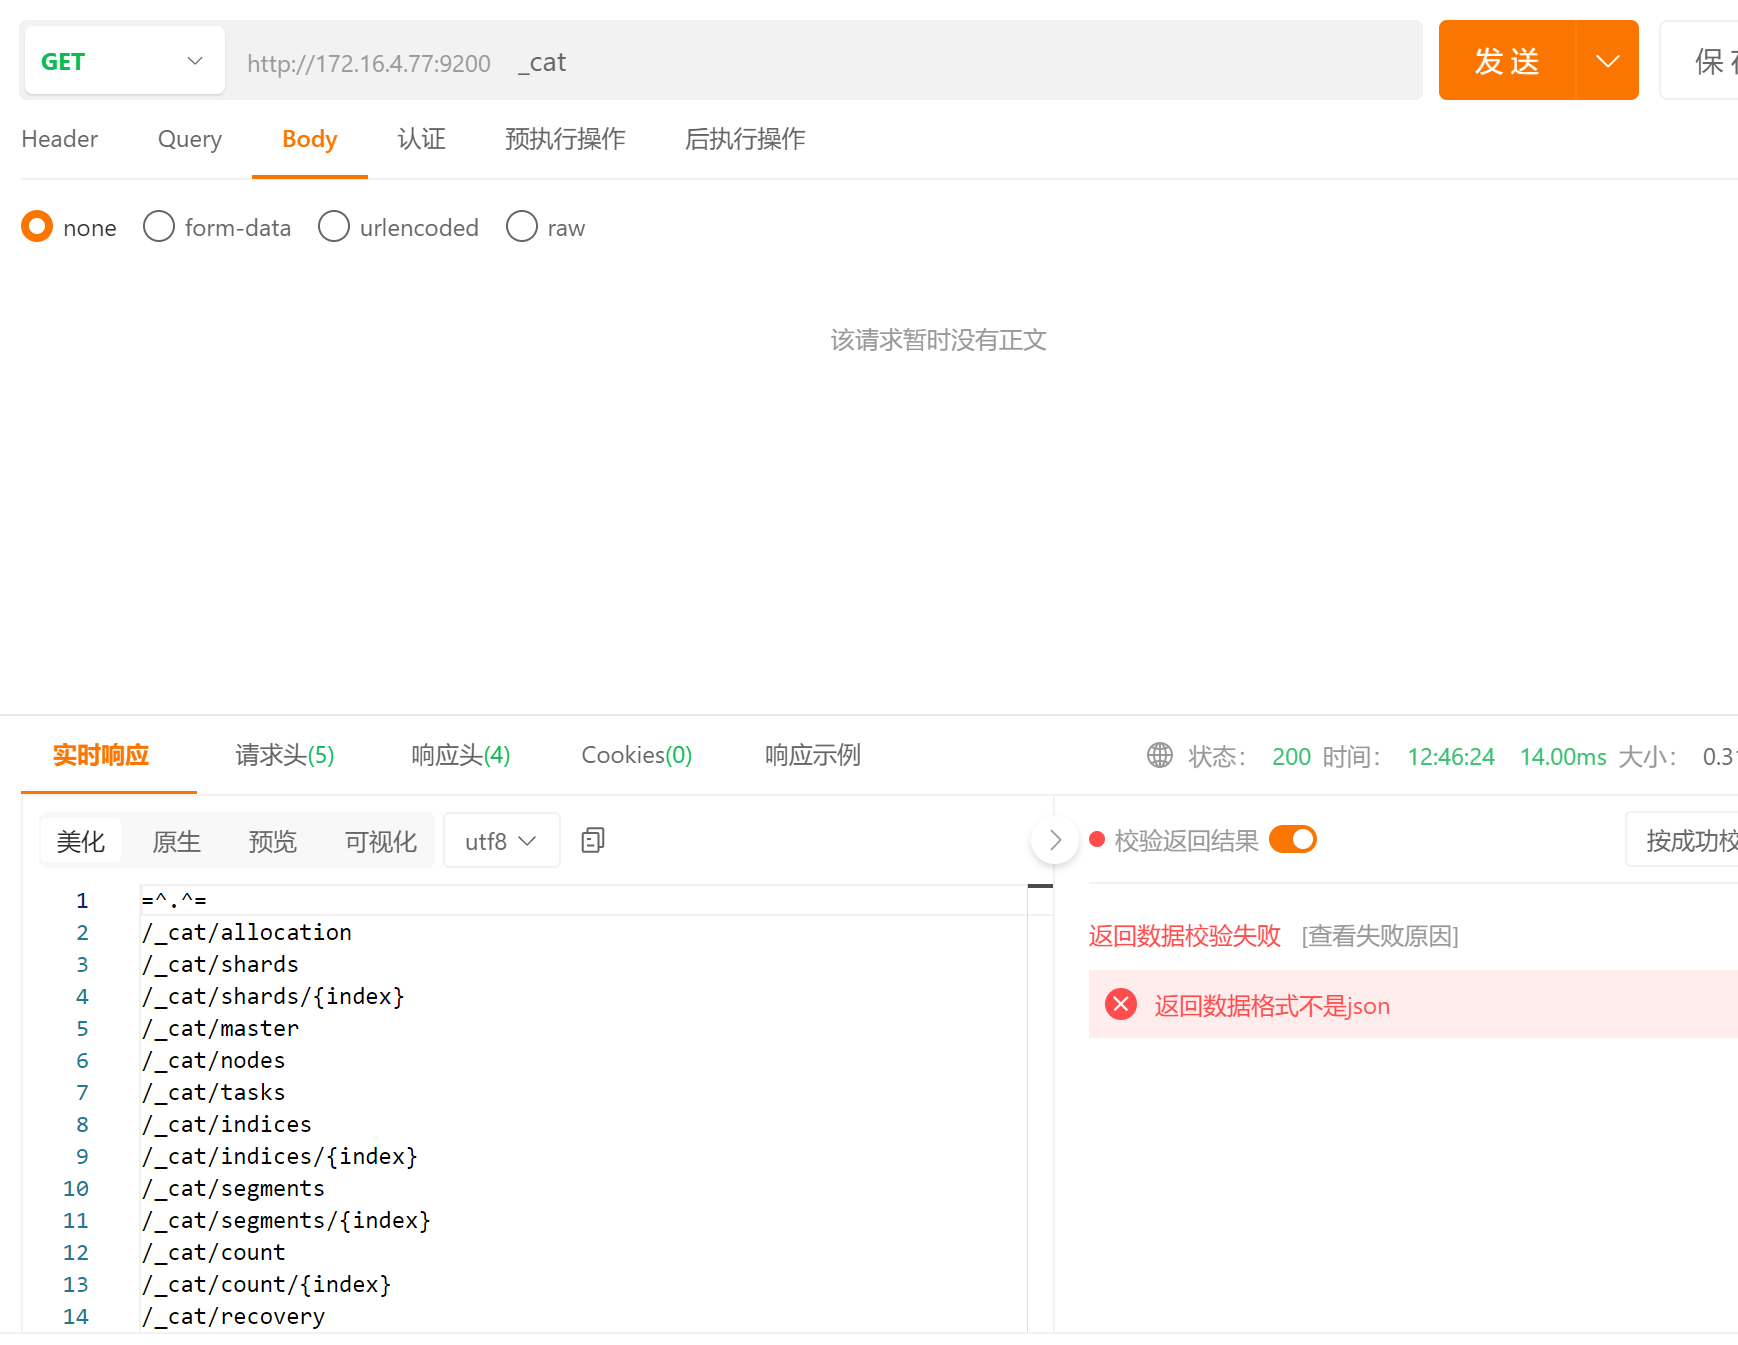 GET http://172.16.4.77:9200 _cat 发送
Header Query Body 认证 预执行操作 后执行操作
none form-data urlencoded raw
该请求暂时没有正文
实时响应 请求头(5) 响应头(4) Cookies(0) 响应示例 状态： 200 时间： 12:46:24 14.00ms 大小：
美化 原生 预览 可视化 utf8 校验返回结果 按成功校
1 =^.^=
2 /_cat/allocation
3 /_cat/shards
4 /_cat/shards/{index}
5 /_cat/master
6 /_cat/nodes
7 /_cat/tasks
8 /_cat/indices
9 /_cat/indices/{index}
10 /_cat/segments
11 /_cat/segments/{index}
12 /_cat/count
13 /_cat/count/{index}
14 /_cat/recovery
返回数据校验失败 [查看失败原因]
返回数据格式不是json